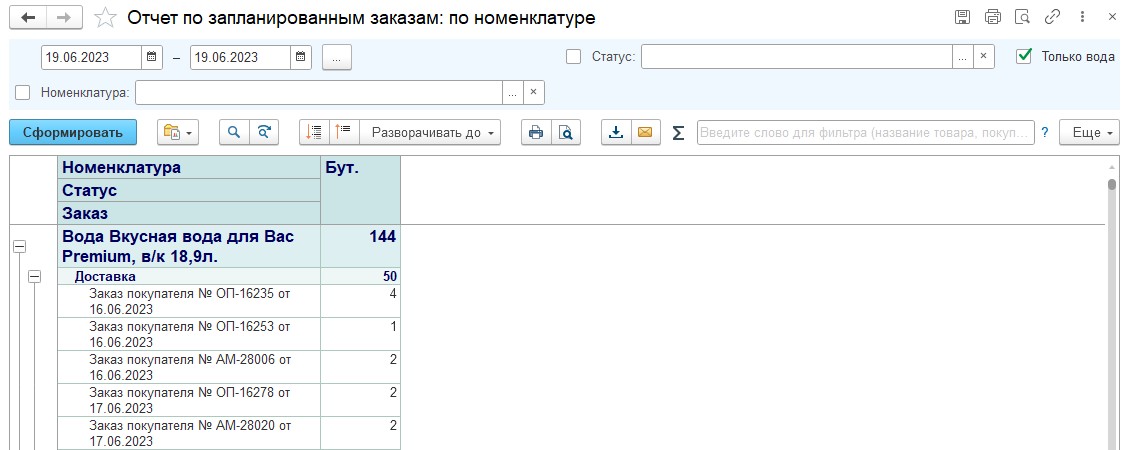 Отчет по запланированным заказам: по номенклатуре
19.06.2023 – 19.06.2023 ... Статус: ... × Только вода
Номенклатура: ... ×
Сформировать Разворачивать до Σ Введите слово для фильтра (название товара, покуп... ? Еще
Номенклатура Бут.
Статус
Заказ
Вода Вкусная вода для Вас 144
Premium, в/к 18,9л.
Доставка 50
Заказ покупателя № ОП-16235 от 4
16.06.2023
Заказ покупателя № ОП-16253 от 1
16.06.2023
Заказ покупателя № АМ-28006 от 2
16.06.2023
Заказ покупателя № ОП-16278 от 2
17.06.2023
Заказ покупателя № АМ-28020 от 2
17.06.2023